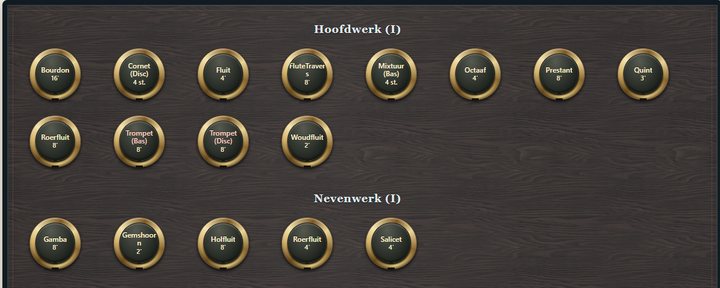 Hoofdwerk (I)
Bourdon
16'
Cornet
(Disc)
4 st.
Fluit
4'
FluteTravers
8'
Mixtuur
(Bas)
4 st.
Octaaf
4'
Prestant
8'
Quint
3'
Roerfluit
8'
Trompet
(Bas)
8'
Trompet
(Disc)
8'
Woudfluit
2'
Nevenwerk (I)
Gamba
8'
Gemshoorn
2'
Holfluit
8'
Roerfluit
4'
Salicet
4'